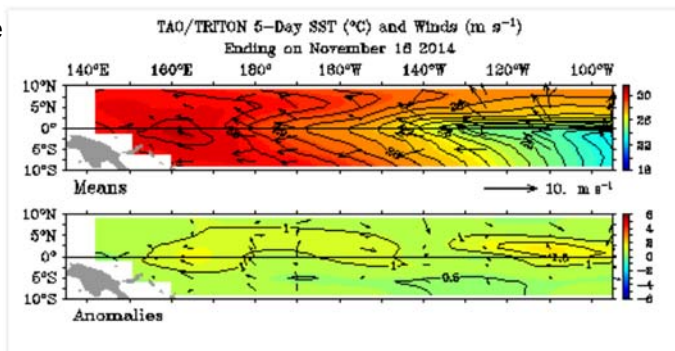 e
TAO/TRITON 5-Day SST (°C) and Winds (m s⁻¹)
Ending on November 16 2014
140°E 160°E 180° 160°W 140°W 120°W 100°W
10°N
5°N
0°
5°S
10°S
30
26
22
18
Means
10. m s⁻¹
10°N
5°N
0°
5°S
10°S
1
1
1
1.5
0.5
6
4
2
0
-2
-4
-6
Anomalies